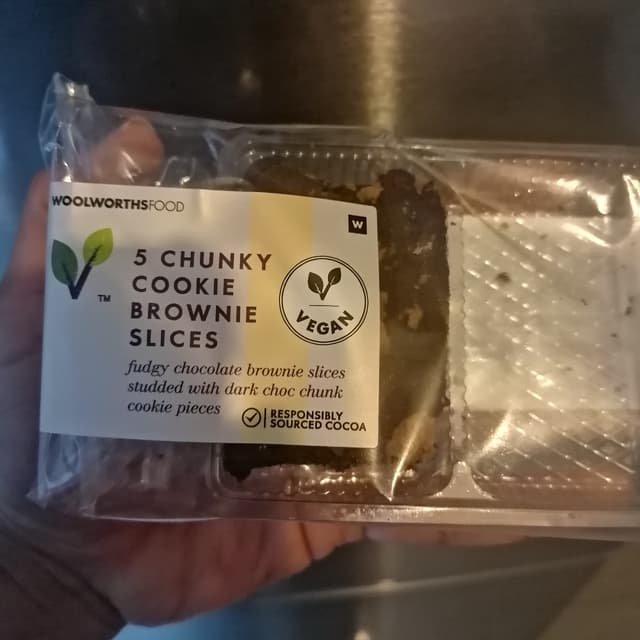 WOOLWORTHSFOOD
W
TM
5 CHUNKY
COOKIE
BROWNIE
SLICES
VEGAN
fudgy chocolate brownie slices
studded with dark choc chunk
cookie pieces
RESPONSIBLY
SOURCED COCOA